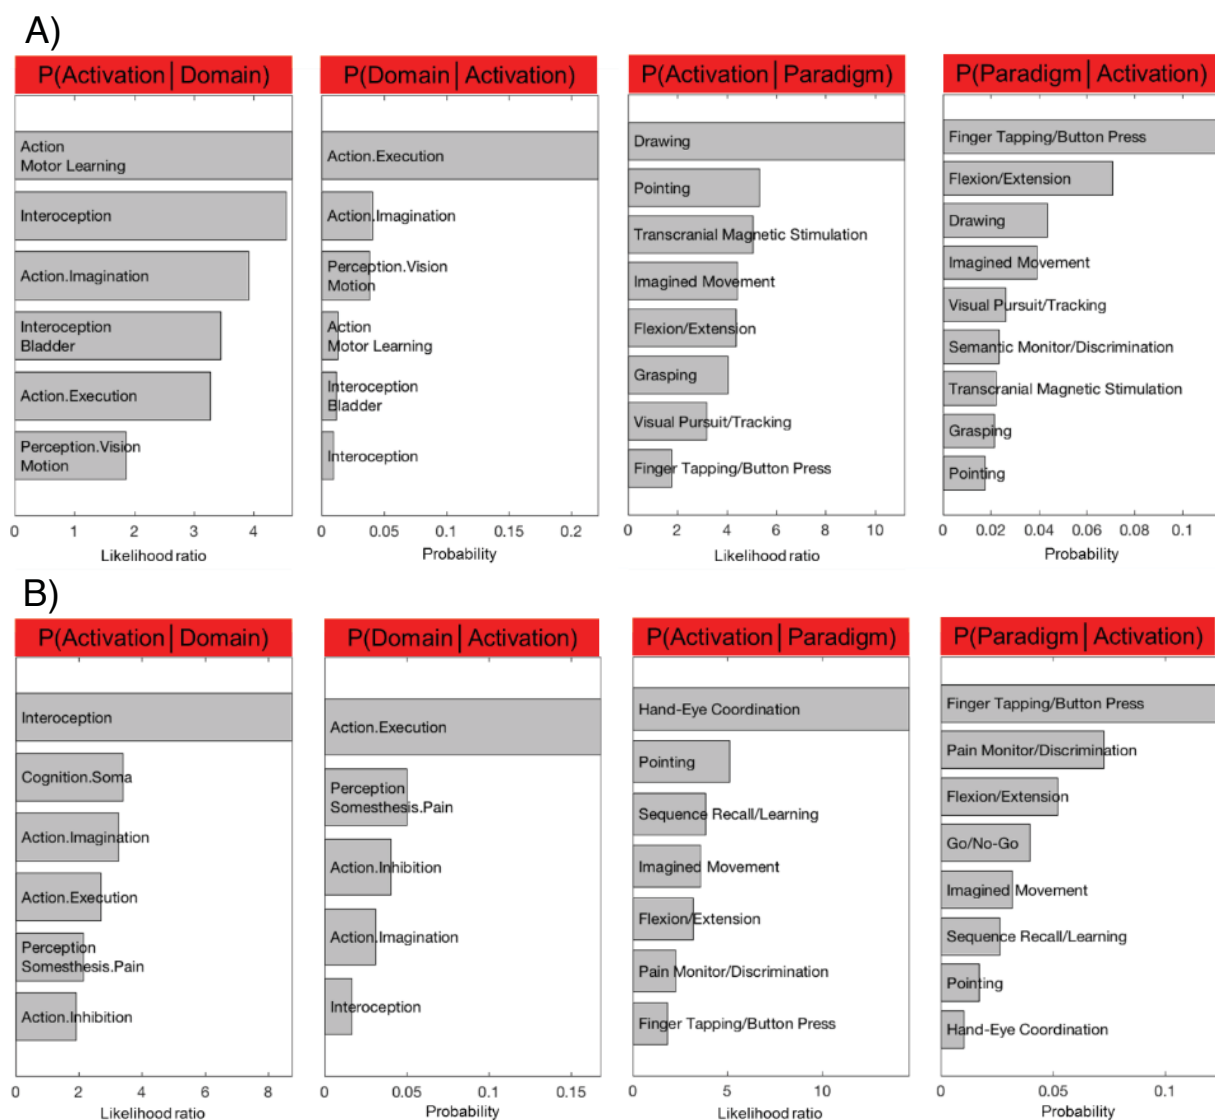 A)
P(Activation|Domain)
Action
Motor Learning
Interoception
Action.Imagination
Interoception
Bladder
Action.Execution
Perception.Vision
Motion
0 1 2 3 4
Likelihood ratio
P(Domain|Activation)
Action.Execution
Action.Imagination
Perception.Vision
Motion
Action
Motor Learning
Interoception
Bladder
Interoception
0 0.05 0.1 0.15 0.2
Probability
P(Activation|Paradigm)
Drawing
Pointing
Transcranial Magnetic Stimulation
Imagined Movement
Flexion/Extension
Grasping
Visual Pursuit/Tracking
Finger Tapping/Button Press
0 2 4 6 8 10
Likelihood ratio
P(Paradigm|Activation)
Finger Tapping/Button Press
Flexion/Extension
Drawing
Imagined Movement
Visual Pursuit/Tracking
Semantic Monitor/Discrimination
Transcranial Magnetic Stimulation
Grasping
Pointing
0 0.02 0.04 0.06 0.08 0.1
Probability
B)
P(Activation|Domain)
Interoception
Cognition.Soma
Action.Imagination
Action.Execution
Perception
Somesthesis.Pain
Action.Inhibition
0 2 4 6 8
Likelihood ratio
P(Domain|Activation)
Action.Execution
Perception
Somesthesis.Pain
Action.Inhibition
Action.Imagination
Interoception
0 0.05 0.1 0.15
Probability
P(Activation|Paradigm)
Hand-Eye Coordination
Pointing
Sequence Recall/Learning
Imagined Movement
Flexion/Extension
Pain Monitor/Discrimination
Finger Tapping/Button Press
0 5 10
Likelihood ratio
P(Paradigm|Activation)
Finger Tapping/Button Press
Pain Monitor/Discrimination
Flexion/Extension
Go/No-Go
Imagined Movement
Sequence Recall/Learning
Pointing
Hand-Eye Coordination
0 0.05 0.1
Probability